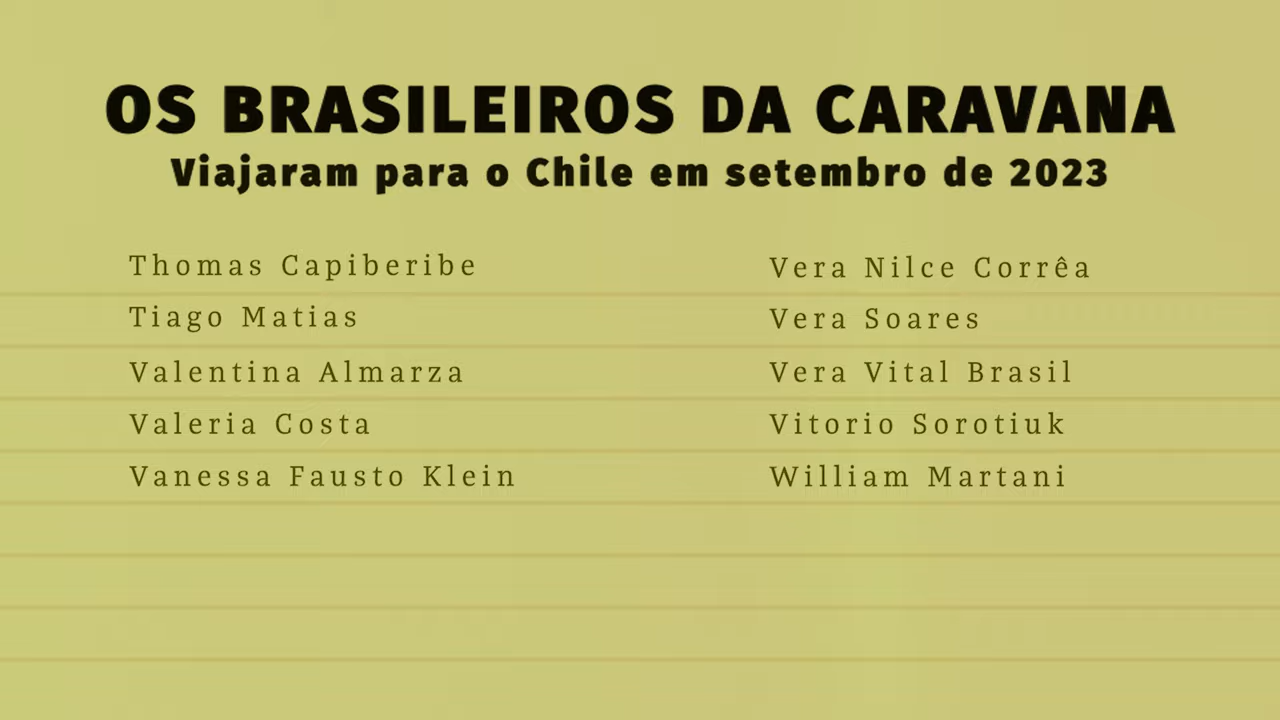 OS BRASILEIROS DA CARAVANA
Viajaram para o Chile em setembro de 2023
Thomas Capiberibe
Tiago Matias
Valentina Almarza
Valeria Costa
Vanessa Fausto Klein
Vera Nilce Corrêa
Vera Soares
Vera Vital Brasil
Vitorio Sorotiuk
William Martani